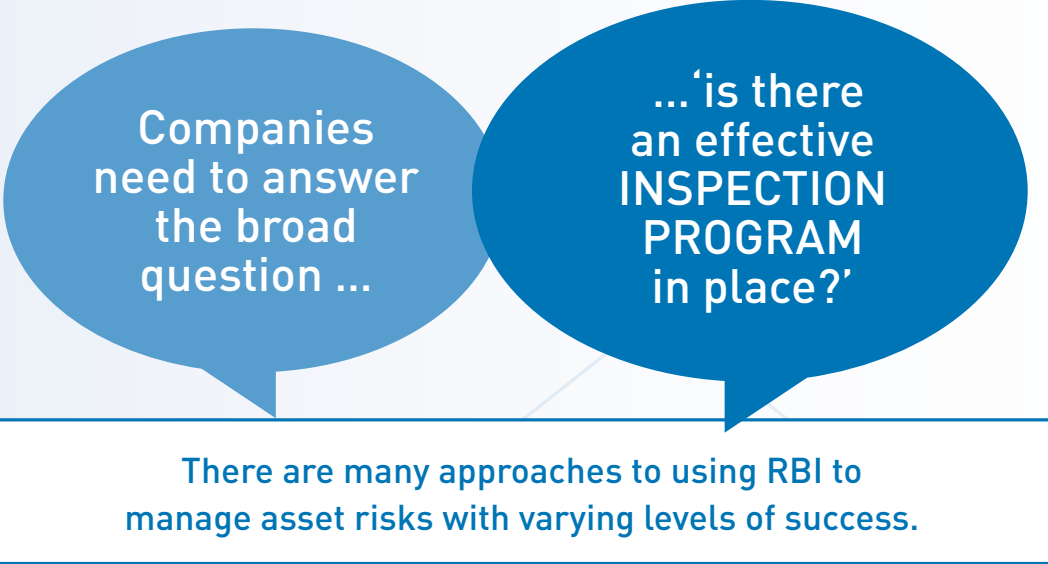 Companies
need to answer
the broad
question ...
...‘is there
an effective
INSPECTION
PROGRAM
in place?’
There are many approaches to using RBI to
manage asset risks with varying levels of success.